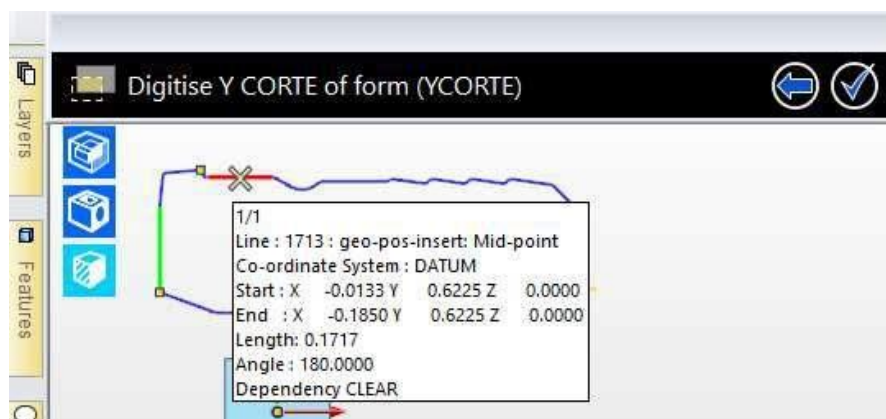 Digitise Y CORTE of form (YCORTE)
Layers
Features
1/1
Line : 1713 : geo-pos-insert: Mid-point
Co-ordinate System : DATUM
Start : X -0.0133 Y 0.6225 Z 0.0000
End : X -0.1850 Y 0.6225 Z 0.0000
Length: 0.1717
Angle : 180.0000
Dependency CLEAR